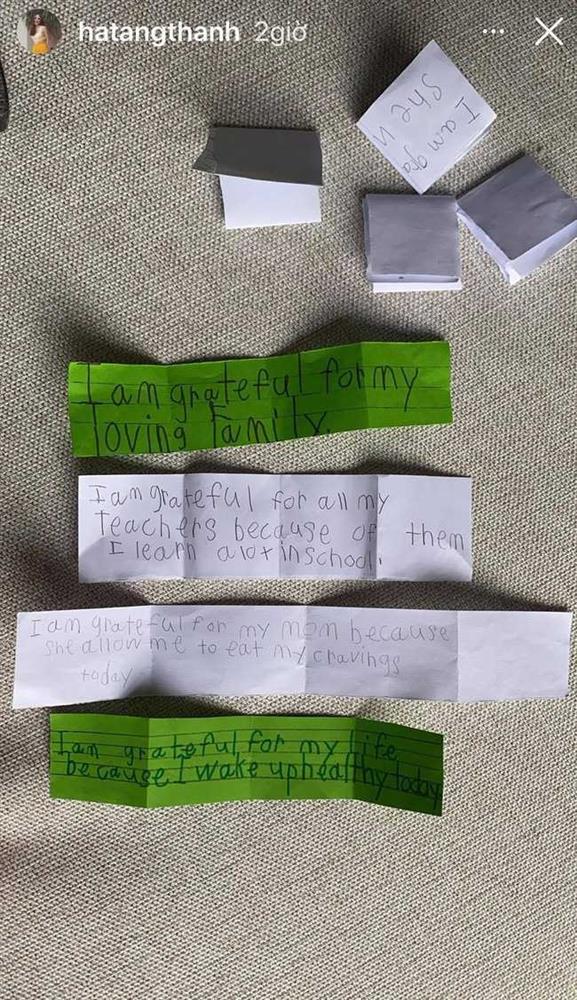 hatangthanh 2giờ
I am gra
she u
I am grateful for my
loving family.
I am grateful for all my
Teachers because of them
I learn alot in school.
I am grateful for my mom because
she allow me to eat my cravings
today
I am grateful for my life
because I wake up healthy today